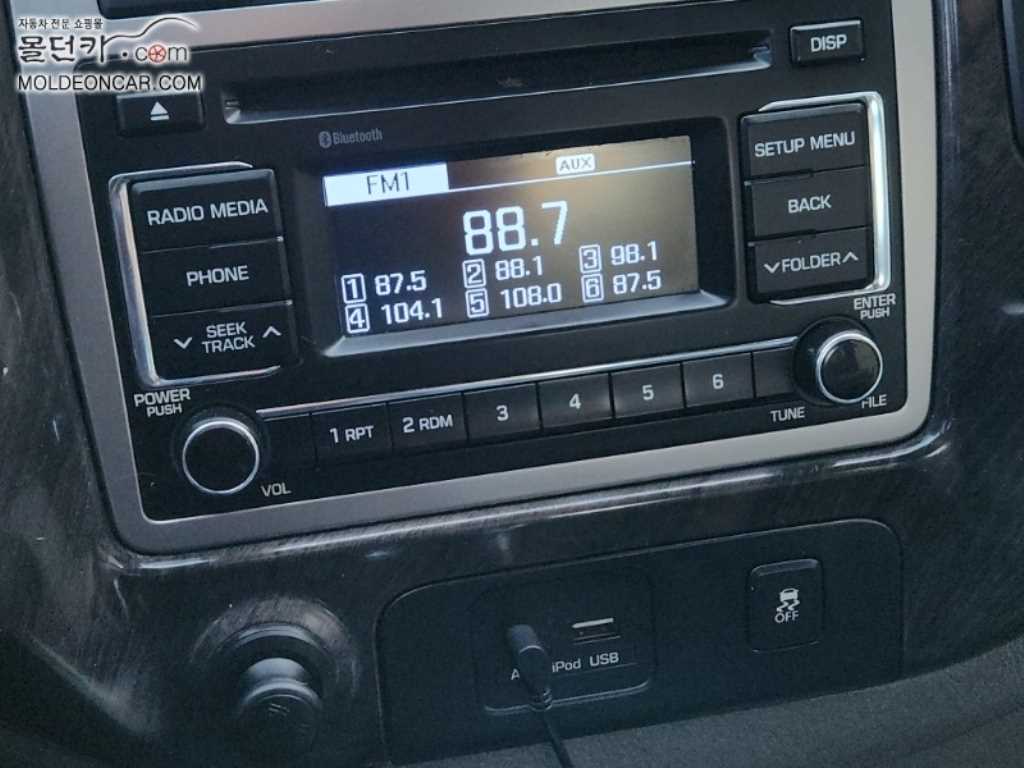 자동차 전문 쇼핑몰
몰던카.com
MOLDEONCAR.COM
DISP
Bluetooth
SETUP MENU
RADIO MEDIA
FM1
AUX
88.7
BACK
PHONE
1 87.5 2 88.1 3 98.1
4 104.1 5 108.0 6 87.5
FOLDER
SEEK
TRACK
ENTER
PUSH
POWER
PUSH
1 RPT 2 RDM 3 4 5 6
TUNE
FILE
VOL
OFF
iPod USB